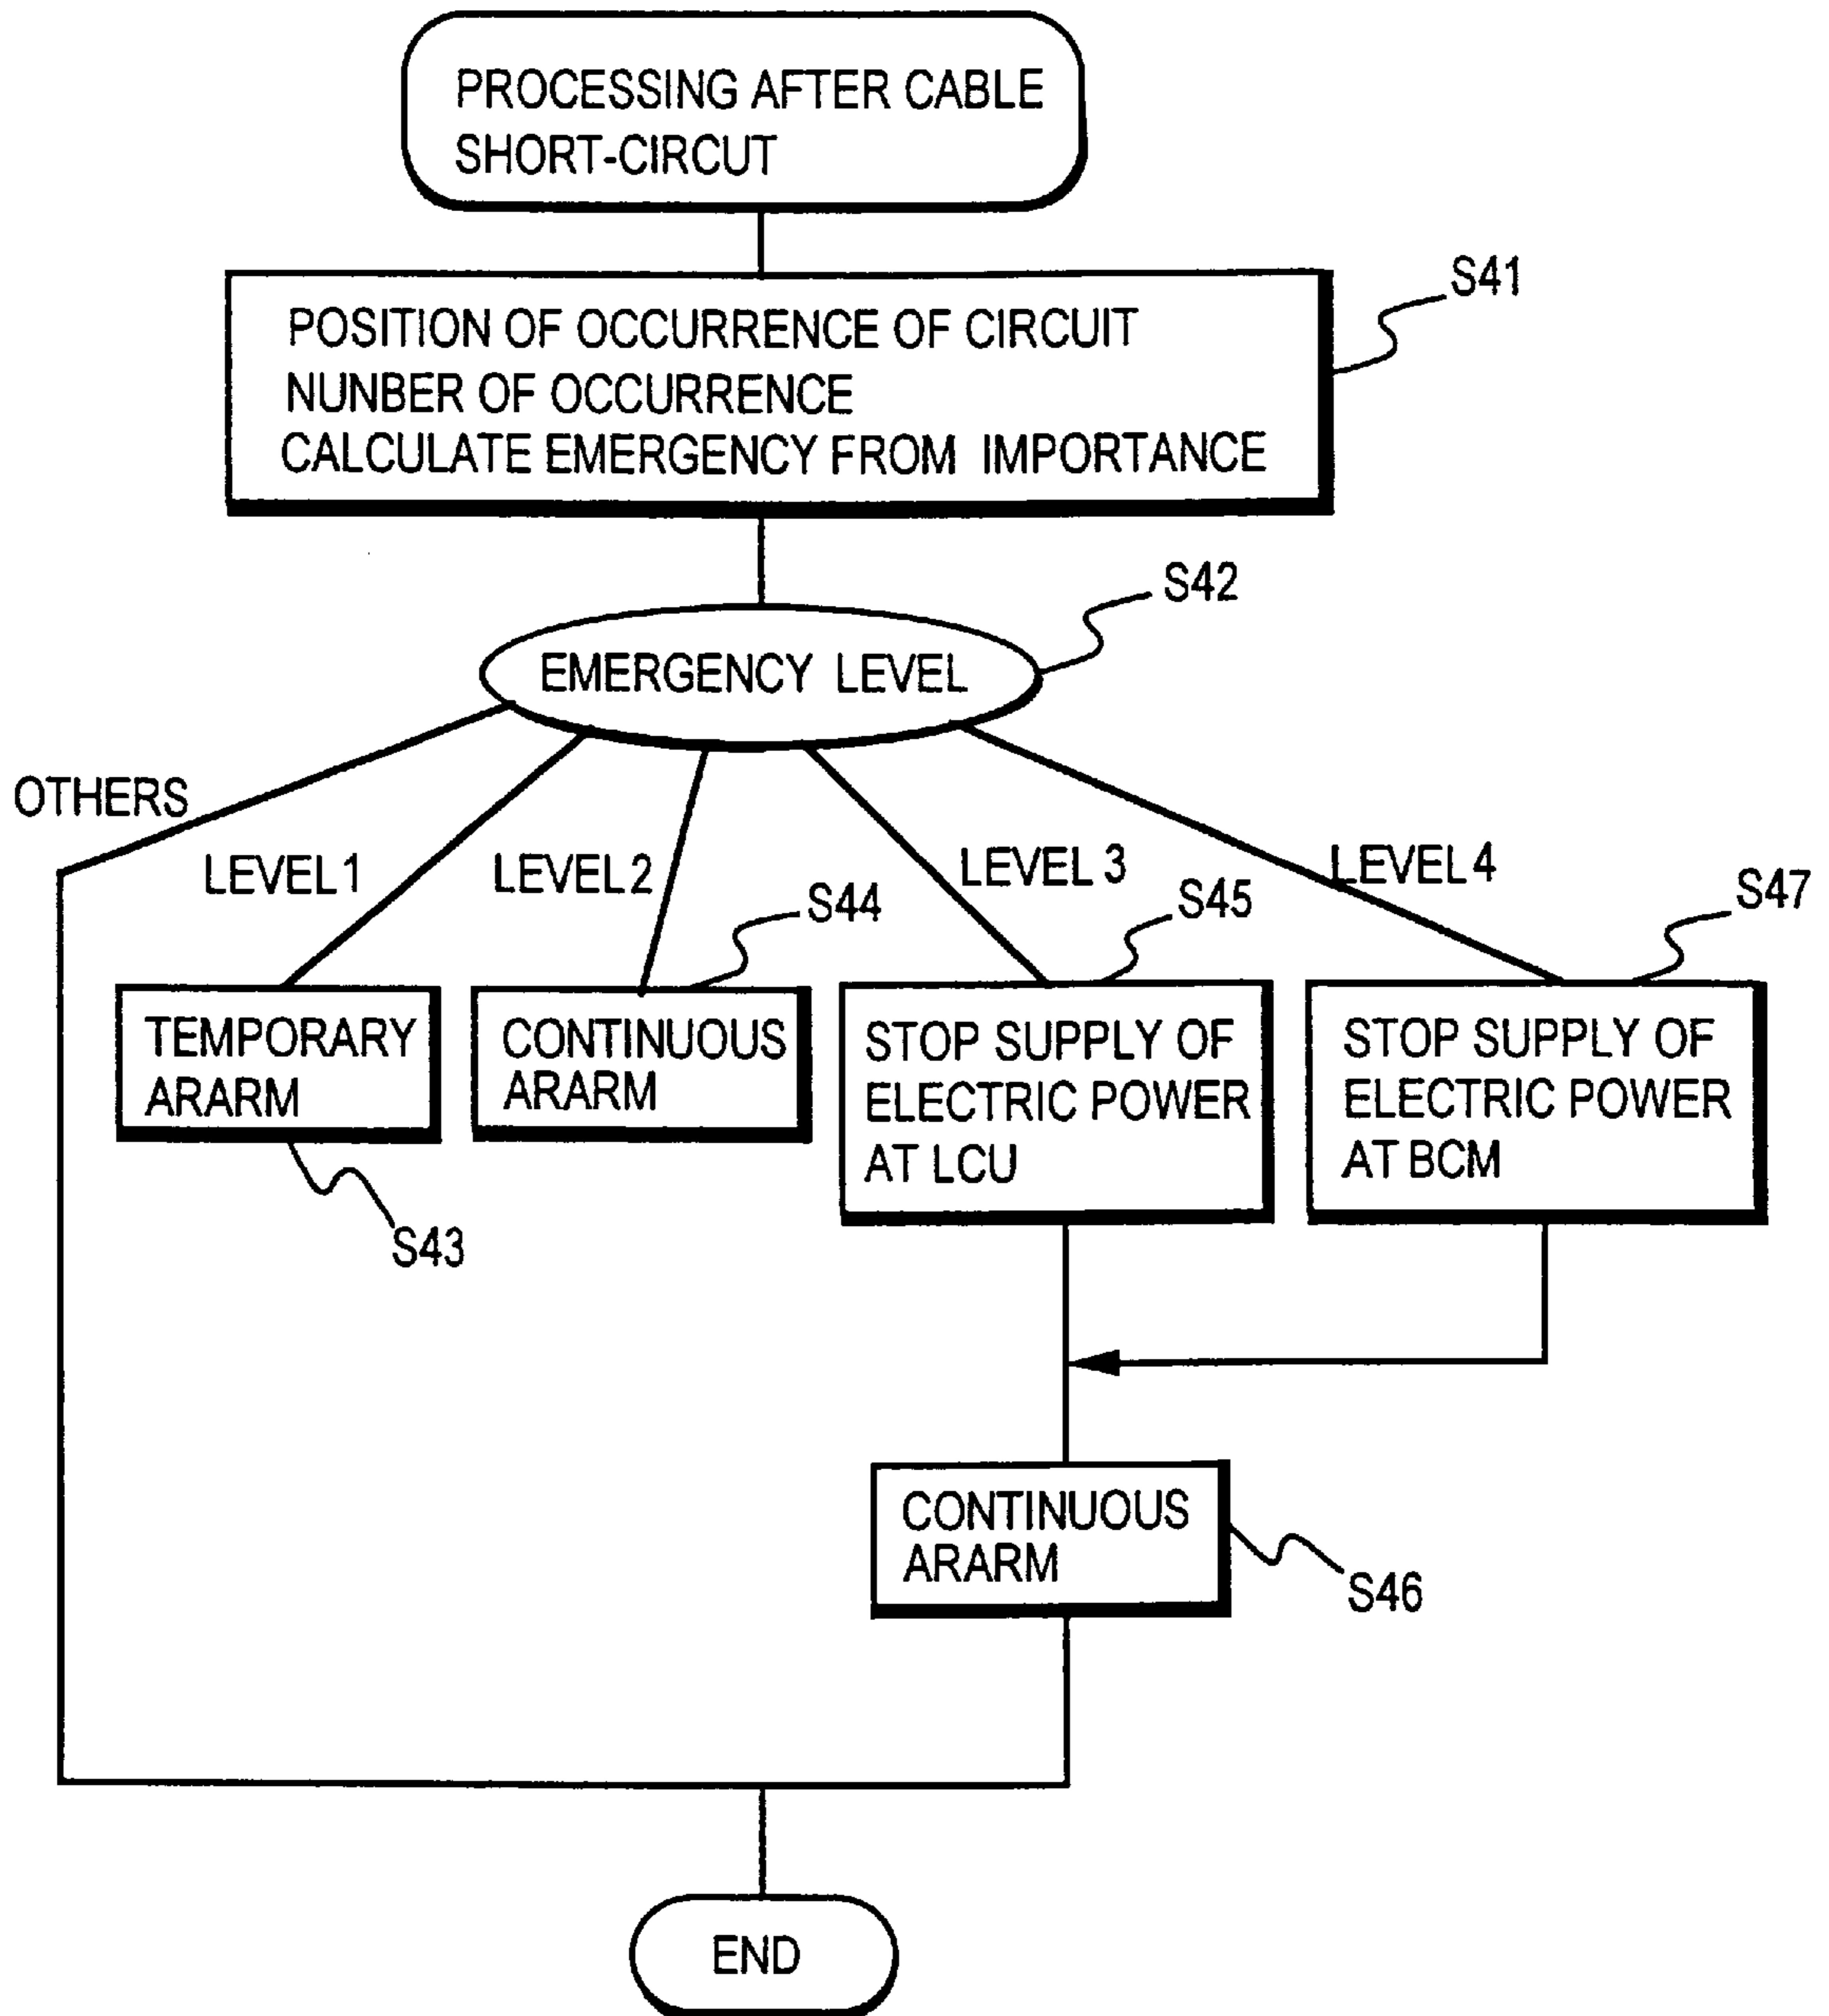 PROCESSING AFTER CABLE
SHORT-CIRCUT
S41
POSITION OF OCCURRENCE OF CIRCUIT
NUNBER OF OCCURRENCE
CALCULATE EMERGENCY FROM IMPORTANCE
S42
EMERGENCY LEVEL
OTHERS
LEVEL 1
LEVEL 2
LEVEL 3
LEVEL 4
S44
S45
S47
TEMPORARY
ARARM
CONTINUOUS
ARARM
STOP SUPPLY OF
ELECTRIC POWER
AT LCU
STOP SUPPLY OF
ELECTRIC POWER
AT BCM
S43
CONTINUOUS
ARARM
S46
END